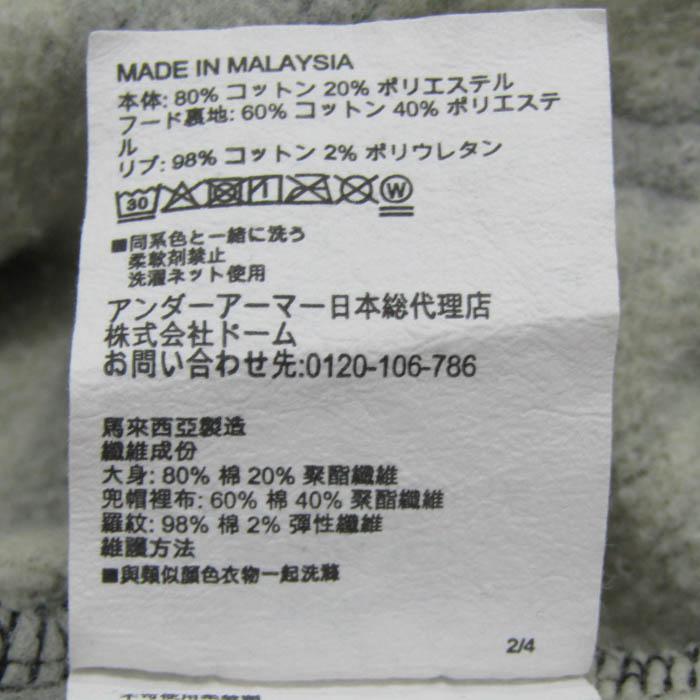 MADE IN MALAYSIA
本体: 80% コットン 20% ポリエステル
フード裏地: 60% コットン 40% ポリエステ
ル
リブ: 98% コットン 2% ポリウレタン
30 W
■同系色と一緒に洗う
柔軟剤禁止
洗濯ネット使用
アンダーアーマー日本総代理店
株式会社ドーム
お問い合わせ先:0120-106-786
馬來西亞製造
纖維成份
大身: 80% 棉 20% 聚酯纖維
兜帽裡布: 60% 棉 40% 聚酯纖維
羅紋: 98% 棉 2% 彈性纖維
維護方法
■與類似顏色衣物一起洗滌
2/4